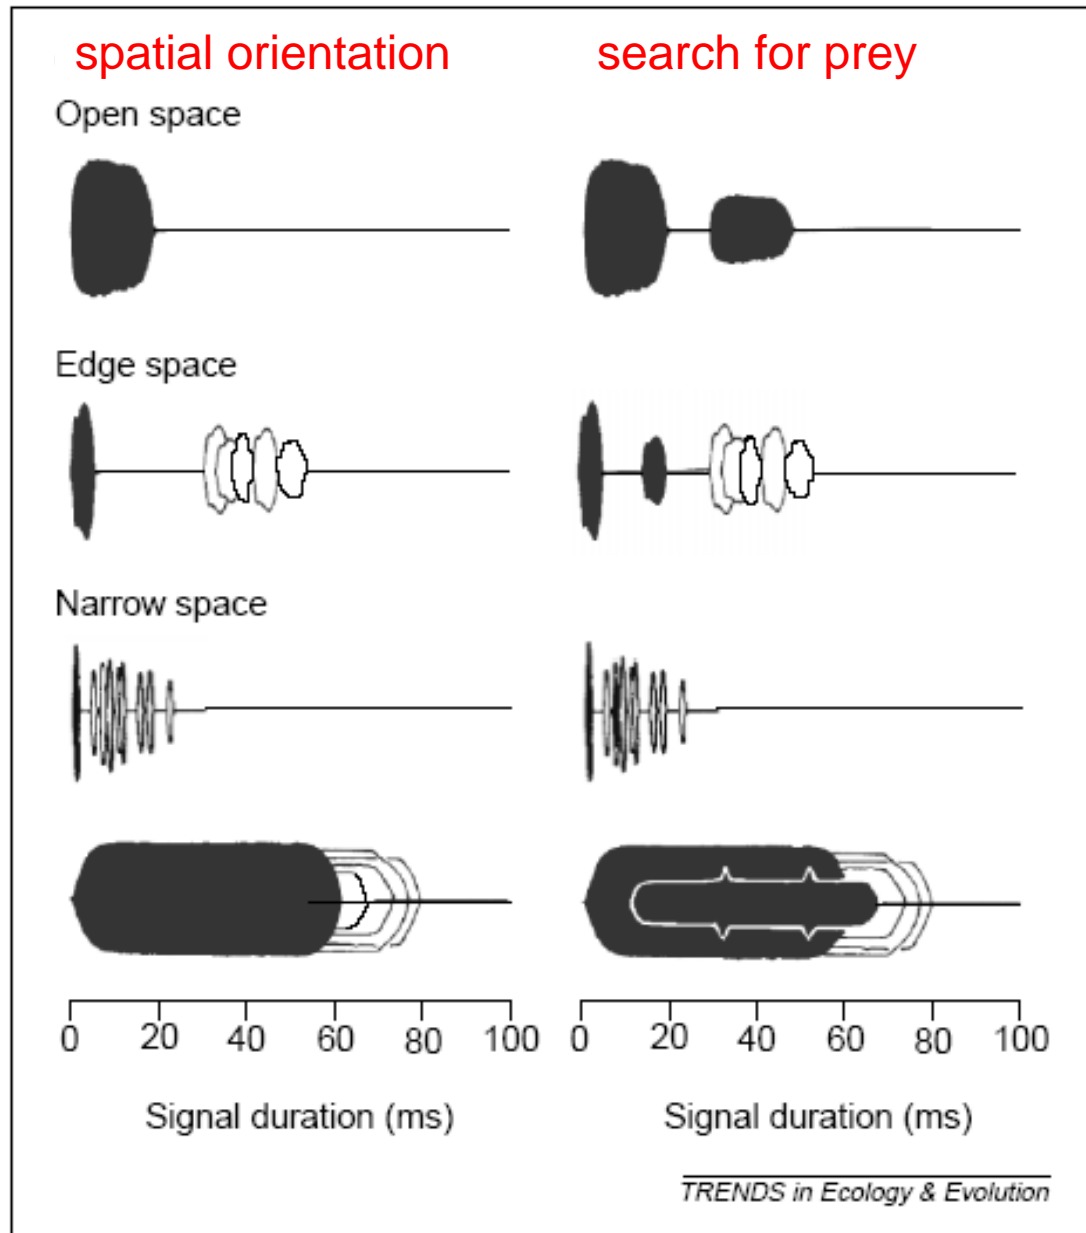 spatial orientation
search for prey
Open space
Edge space
Narrow space
0 20 40 60 80 100
0 20 40 60 80 100
Signal duration (ms)
Signal duration (ms)
TRENDS in Ecology & Evolution